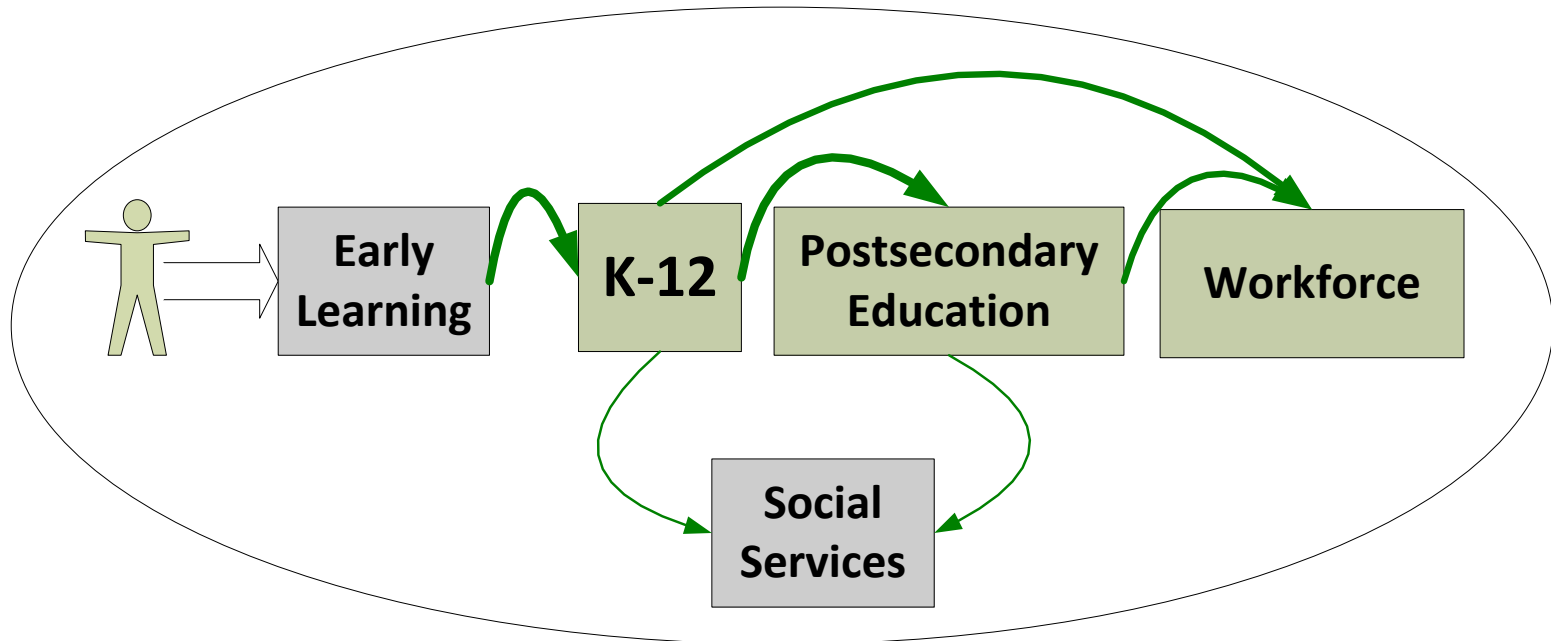 Early
Learning
K-12
Postsecondary
Education
Workforce
Social
Services